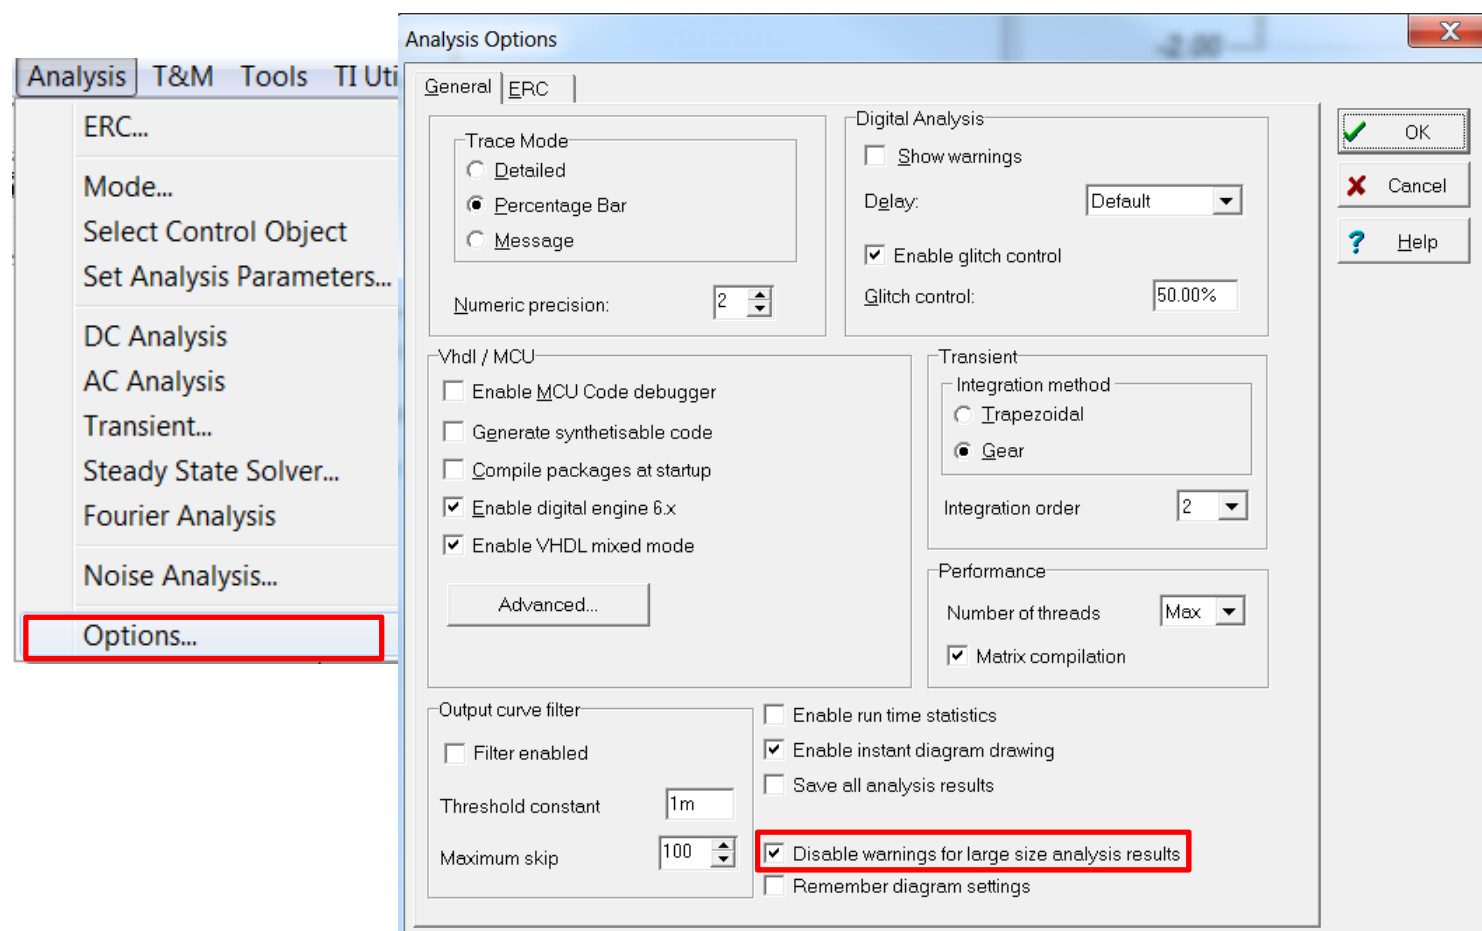 Analysis T&M Tools TI Uti
ERC...
Mode...
Select Control Object
Set Analysis Parameters...
DC Analysis
AC Analysis
Transient...
Steady State Solver...
Fourier Analysis
Noise Analysis...
Options...
Analysis Options
-2.00
General ERC
Trace Mode
Detailed
Percentage Bar
Message
Numeric precision: 2
Digital Analysis
Show warnings
Delay: Default
Enable glitch control
Glitch control: 50.00%
OK
Cancel
Help
Vhdl / MCU
Enable MCU Code debugger
Generate synthetisable code
Compile packages at startup
Enable digital engine 6.x
Enable VHDL mixed mode
Advanced...
Transient
Integration method
Trapezoidal
Gear
Integration order 2
Performance
Number of threads Max
Matrix compilation
Output curve filter
Filter enabled
Threshold constant 1m
Maximum skip 100
Enable run time statistics
Enable instant diagram drawing
Save all analysis results
Disable warnings for large size analysis results
Remember diagram settings